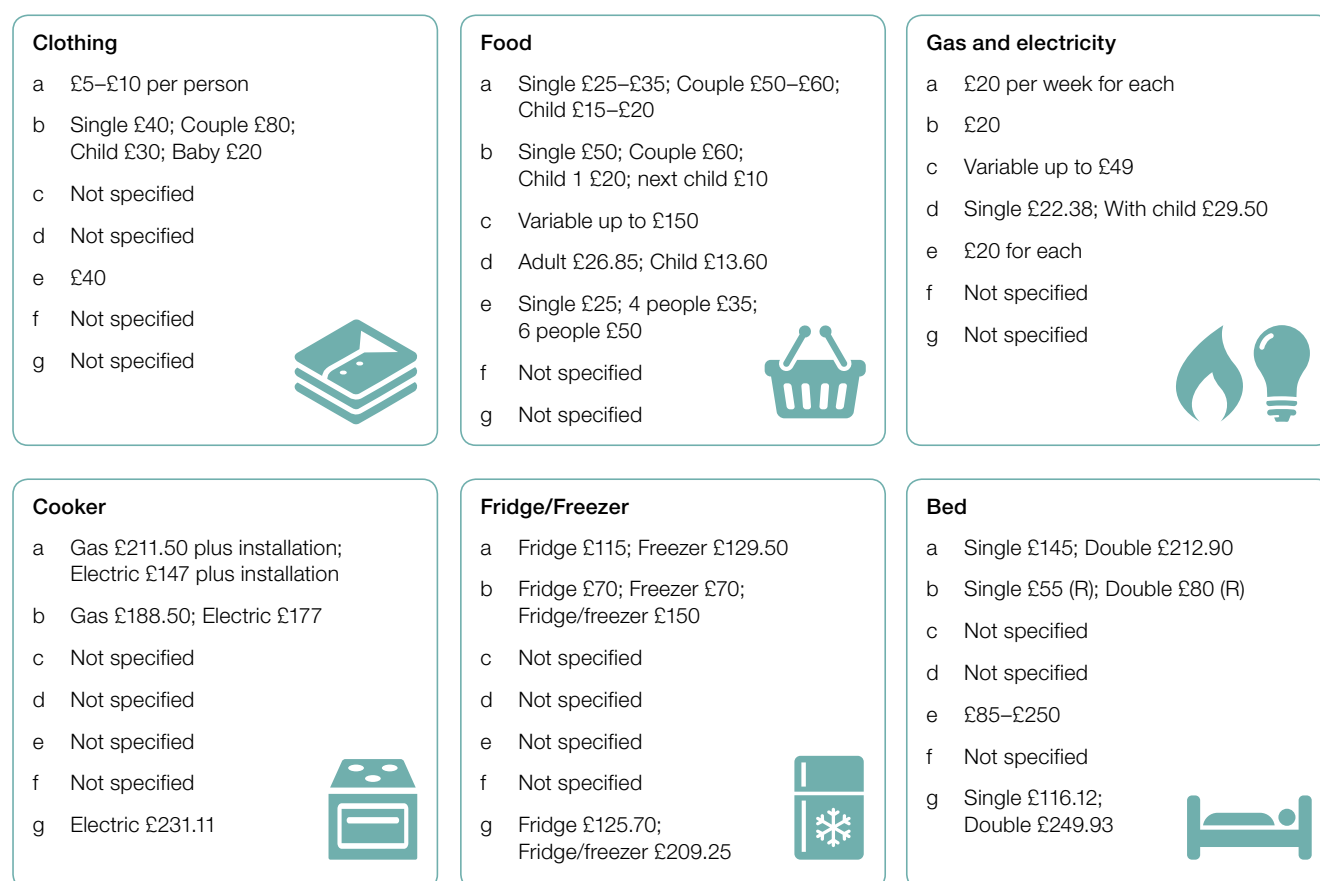 Clothing
a £5–£10 per person
b Single £40; Couple £80;
Child £30; Baby £20
c Not specified
d Not specified
e £40
f Not specified
g Not specified
Food
a Single £25–£35; Couple £50–£60;
Child £15–£20
b Single £50; Couple £60;
Child 1 £20; next child £10
c Variable up to £150
d Adult £26.85; Child £13.60
e Single £25; 4 people £35;
6 people £50
f Not specified
g Not specified
Gas and electricity
a £20 per week for each
b £20
c Variable up to £49
d Single £22.38; With child £29.50
e £20 for each
f Not specified
g Not specified
Cooker
a Gas £211.50 plus installation;
Electric £147 plus installation
b Gas £188.50; Electric £177
c Not specified
d Not specified
e Not specified
f Not specified
g Electric £231.11
Fridge/Freezer
a Fridge £115; Freezer £129.50
b Fridge £70; Freezer £70;
Fridge/freezer £150
c Not specified
d Not specified
e Not specified
f Not specified
g Fridge £125.70;
Fridge/freezer £209.25
Bed
a Single £145; Double £212.90
b Single £55 (R); Double £80 (R)
c Not specified
d Not specified
e £85–£250
f Not specified
g Single £116.12;
Double £249.93